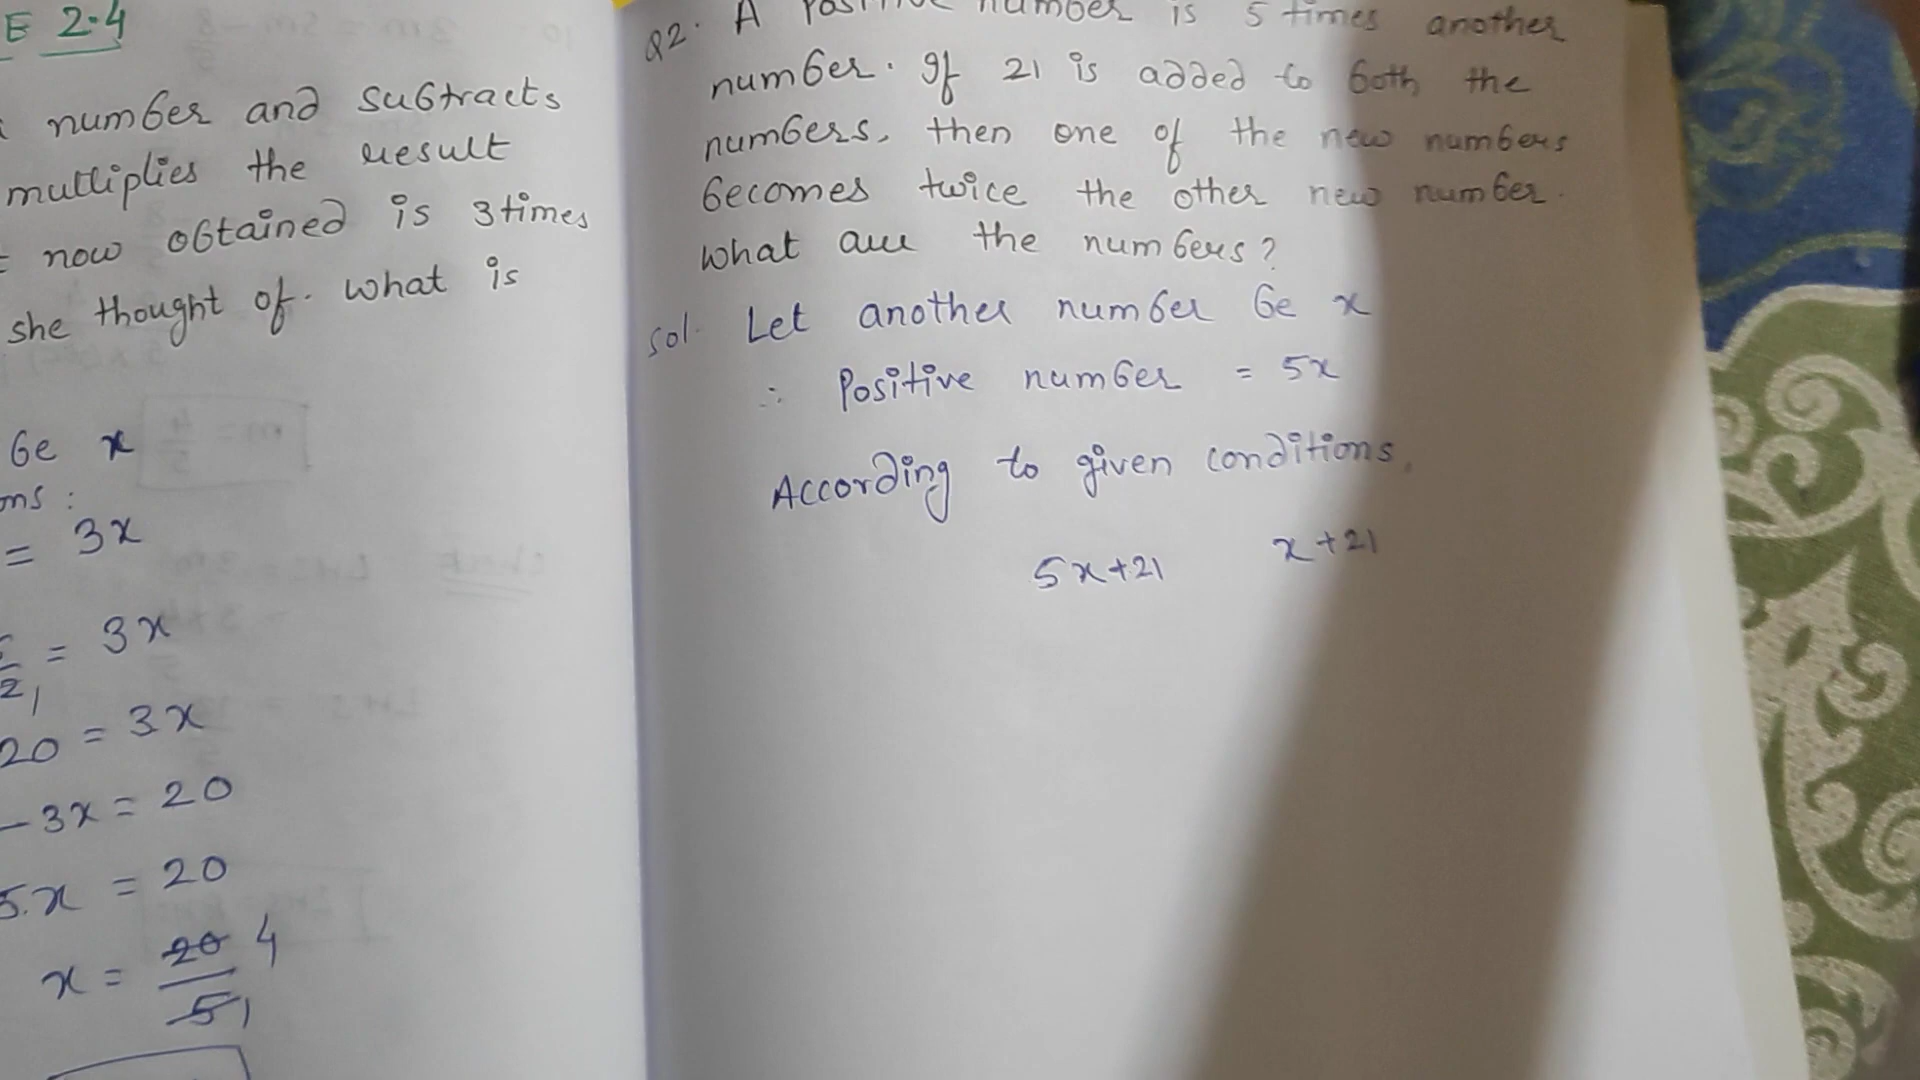 E 2.4
number and subtracts
multiplies the result
now obtained is 3 times
she thought of. what is
be x
= 3x
= 3x
20 = 3x
- 3x = 20
5x = 20
x = 20 4
5 1
Q2. A Positive number is 5 times another
number. If 21 is added to both the
numbers, then one of the new numbers
becomes twice the other new number.
What are the numbers?
Sol. Let another number be x
∴ Positive number = 5x
According to given conditions,
5x+21 x+21